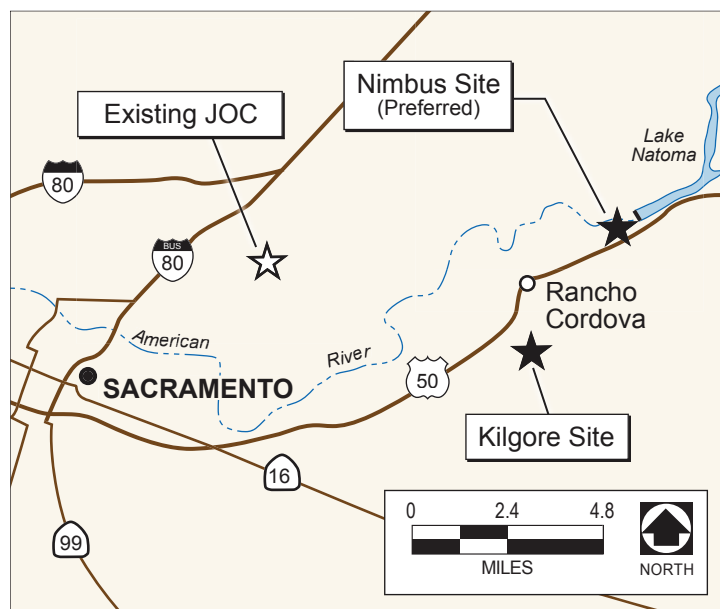 Nimbus Site
(Preferred)
Existing JOC
Lake
Natoma
80
BUS
80
Rancho
Cordova
American
River
SACRAMENTO
50
Kilgore Site
16
99
0 2.4 4.8
MILES
NORTH